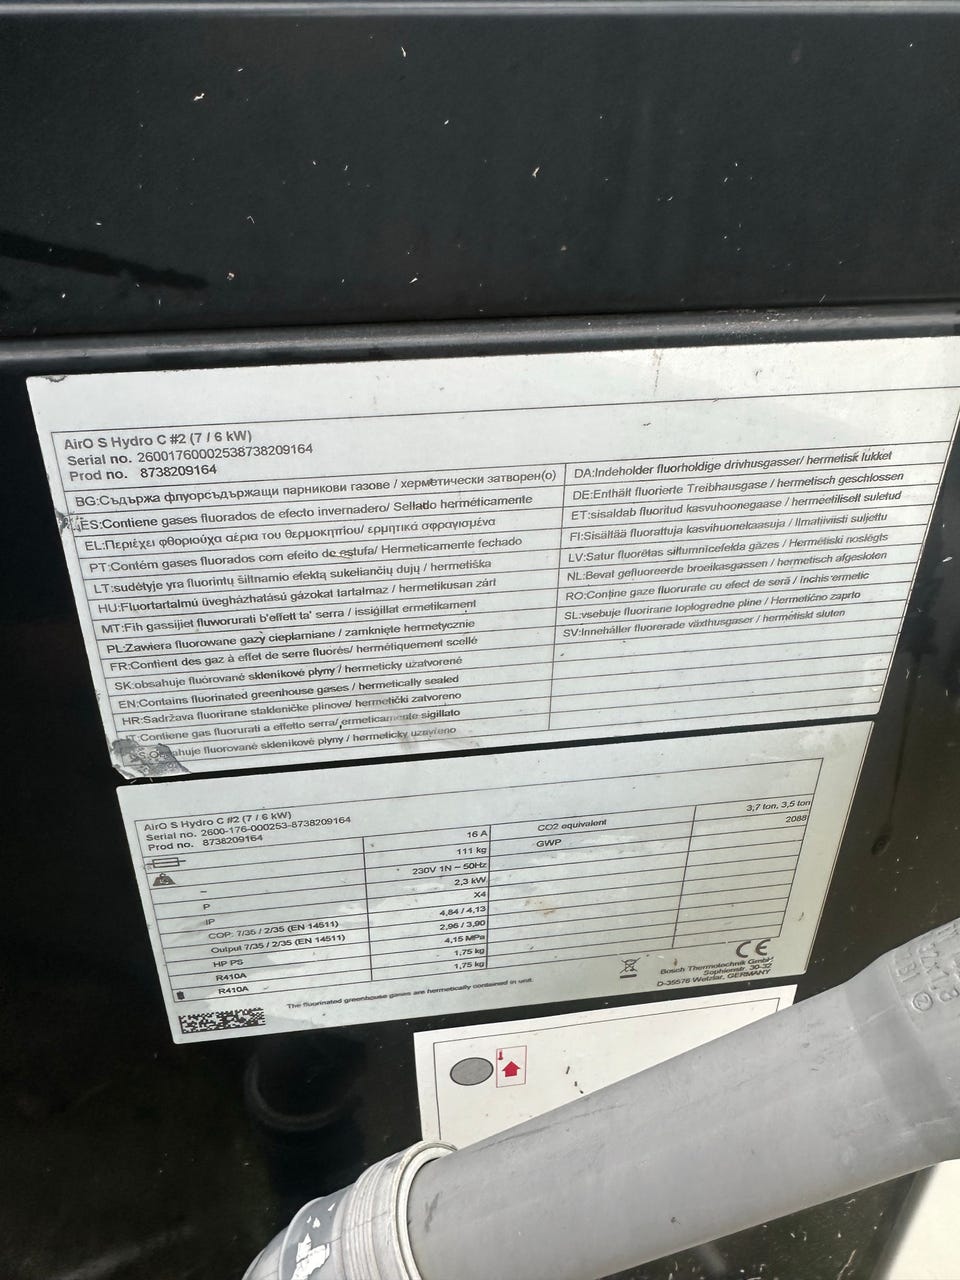 AirO S Hydro C #2 (7 / 6 kW)
Serial no. 26001760002538738209164
Prod no. 8738209164
BG:Съдържа флуорсъдържащи парникови газове / херметически затворен(о)
ES:Contiene gases fluorados de efecto invernadero/ Sellado herméticamente
EL:Περιέχει φθοριούχα αέρια του θερμοκηπίου/ ερμητικά σφραγισμένα
PT:Contém gases fluorados com efeito de estufa/ Hermeticamente fechado
LT:sudėtyje yra fluorintų šiltnamio efektą sukeliančių dujų / hermetiška
HU:Fluortartalmú üvegházhatású gázokat tartalmaz / hermetikusan zárt
MT:Fih gassijiet fluworurati b'effett ta' serra / issiġillat ermetikament
PL:Zawiera fluorowane gazy cieplarniane / zamknięte hermetycznie
FR:Contient des gaz à effet de serre fluorés/ hermétiquement scellé
SK:obsahuje fluórované skleníkové plyny / hermeticky uzatvorené
EN:Contains fluorinated greenhouse gases / hermetically sealed
HR:Sadržava fluorirane stakleničke plinove/ hermetički zatvoreno
IT:Contiene gas fluorurati a effetto serra/ ermeticamente sigillato
CS:Obsahuje fluorované skleníkové plyny / hermeticky uzavřeno
DA:Indeholder fluorholdige drivhusgasser/ hermetisk lukket
DE:Enthält fluorierte Treibhausgase / hermetisch geschlossen
ET:sisaldab fluoritud kasvuhoonegaase / hermeetiliselt suletud
FI:Sisältää fluorattuja kasvihuonekaasuja / Ilmatiiviisti suljettu
LV:Satur fluorētas siltumnīcefekta gāzes / Hermētiski noslēgts
NL:Bevat gefluoreerde broeikasgassen / hermetisch afgesloten
RO:Conține gaze fluorurate cu efect de seră / închis ermetic
SL:vsebuje fluorirane toplogredne pline / Hermetično zaprto
SV:Innehåller fluorerade växthusgaser / hermetiskt sluten
AirO S Hydro C #2 (7 / 6 kW)
Serial no. 2600-176-000253-8738209164
Prod no. 8738209164
16 A
111 kg
~ 230V 1N ~ 50Hz
P 2,3 kW
IP X4
COP: 7/35 / 2/35 (EN 14511) 4,84 / 4,13
Output 7/35 / 2/35 (EN 14511) 2,96 / 3,90
HP PS 4,15 MPa
R410A 1,75 kg
R410A 1,75 kg
CO2 equivalent 3,7 ton, 3,5 ton
GWP 2088
CE
Bosch Thermotechnik GmbH
Sophienstr. 30-32
D-35576 Wetzlar, GERMANY
The fluorinated greenhouse gases are hermetically contained in unit.